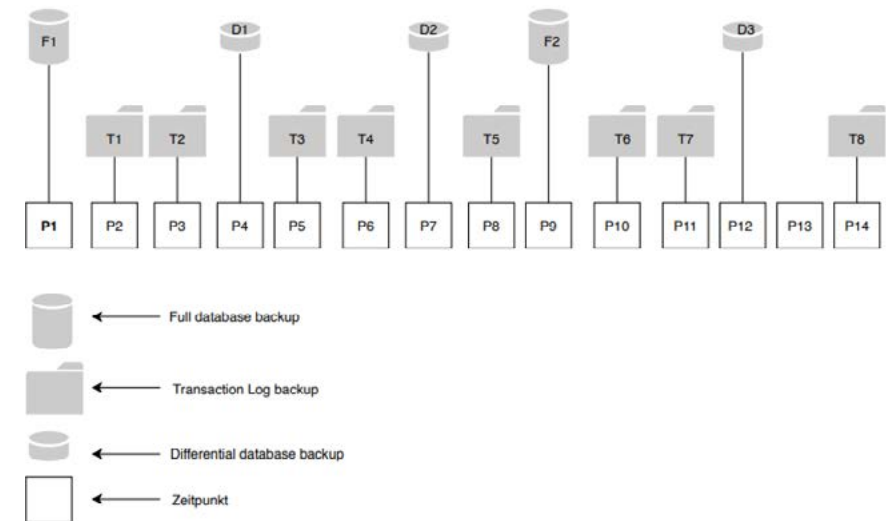 F1 D1 D2 F2 D3
T1 T2 T3 T4 T5 T6 T7 T8
P1 P2 P3 P4 P5 P6 P7 P8 P9 P10 P11 P12 P13 P14
Full database backup
Transaction Log backup
Differential database backup
Zeitpunkt